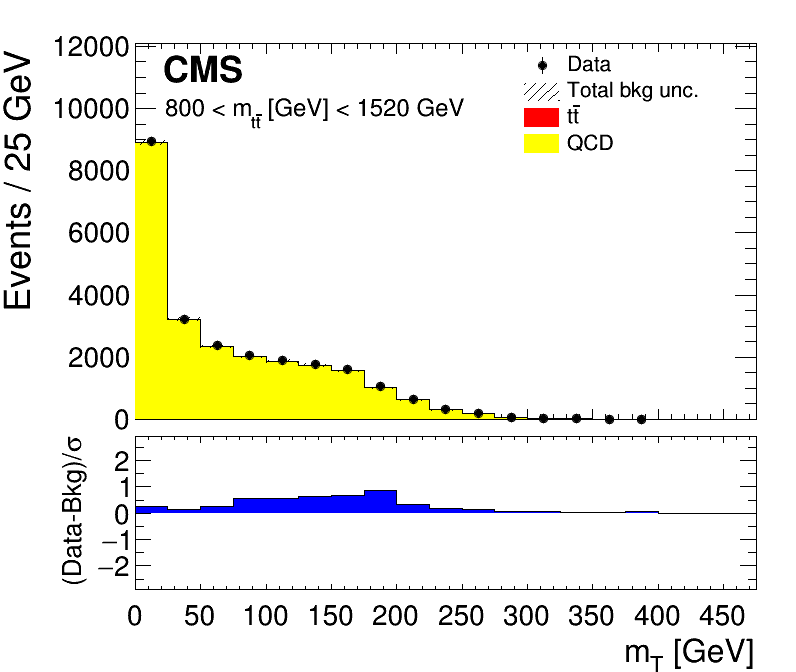 Events / 25 GeV
12000
10000
8000
6000
4000
2000
0
CMS
800 < m_{tt̄} [GeV] < 1520 GeV
Data
Total bkg unc.
tt̄
QCD
(Data-Bkg)/σ
2
1
0
−1
−2
0 50 100 150 200 250 300 350 400 450
m_T [GeV]